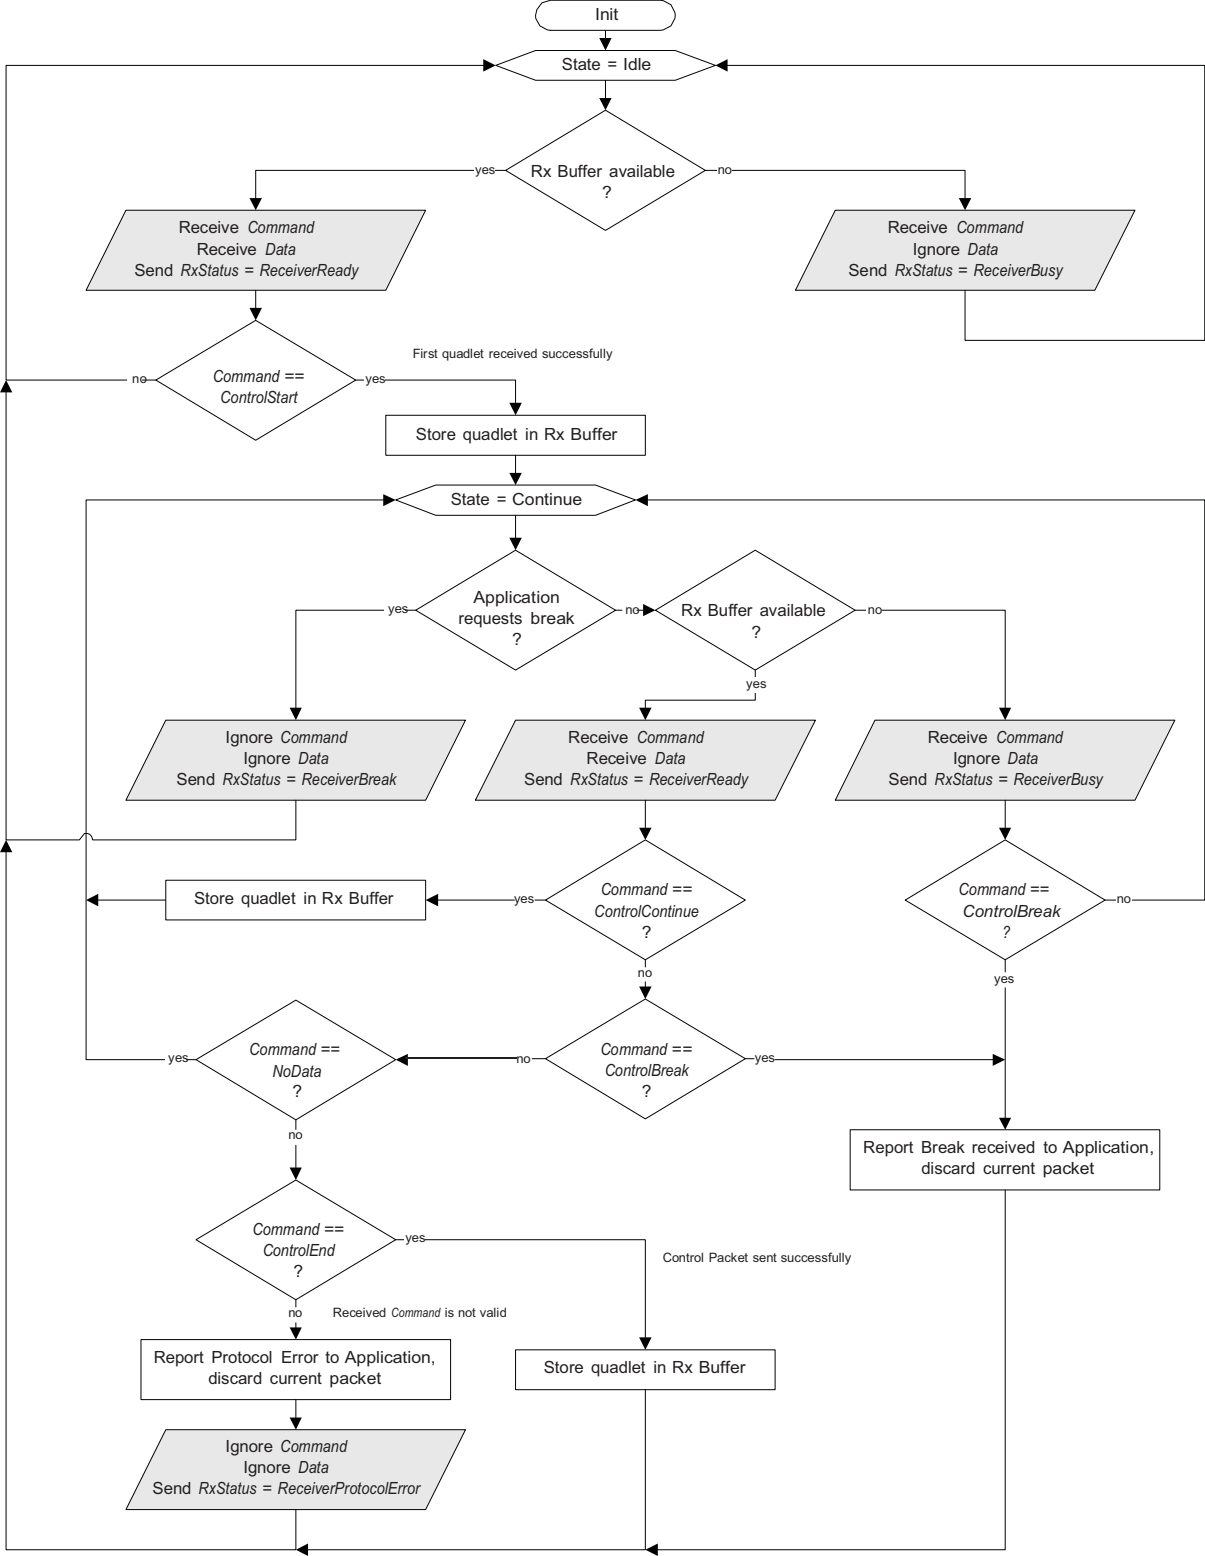 Init
State = Idle
Rx Buffer available
?
yes
no
Receive Command
Receive Data
Send RxStatus = ReceiverReady
Receive Command
Ignore Data
Send RxStatus = ReceiverBusy
First quadlet received successfully
no
Command ==
ControlStart
yes
Store quadlet in Rx Buffer
State = Continue
Application
requests break
?
yes
no
Rx Buffer available
?
no
yes
Ignore Command
Ignore Data
Send RxStatus = ReceiverBreak
Receive Command
Receive Data
Send RxStatus = ReceiverReady
Receive Command
Ignore Data
Send RxStatus = ReceiverBusy
Store quadlet in Rx Buffer
yes
Command ==
ControlContinue
?
no
Command ==
ControlBreak
?
no
yes
yes
Command ==
NoData
?
no
no
Command ==
ControlBreak
?
yes
Report Break received to Application,
discard current packet
Command ==
ControlEnd
?
yes
Control Packet sent successfully
no
Received Command is not valid
Report Protocol Error to Application,
discard current packet
Store quadlet in Rx Buffer
Ignore Command
Ignore Data
Send RxStatus = ReceiverProtocolError